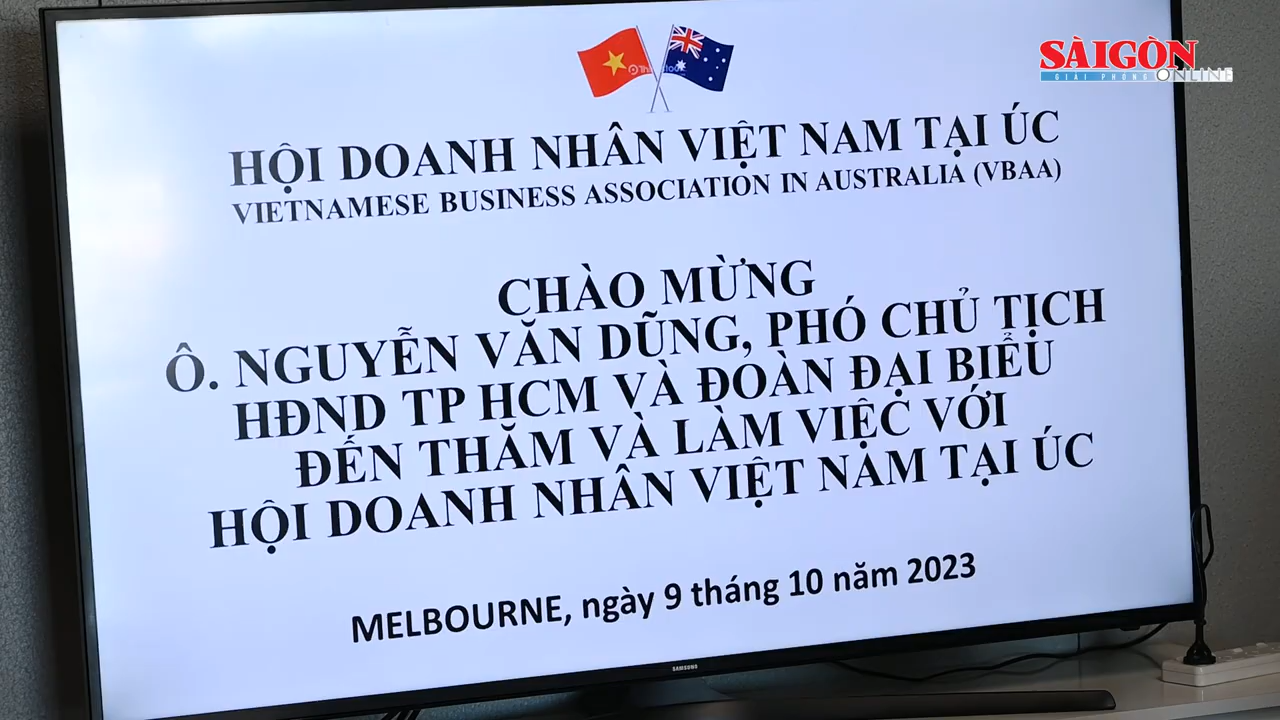 SÀIGÒN
GIẢI PHÓNG ONLINE
HỘI DOANH NHÂN VIỆT NAM TẠI ÚC
VIETNAMESE BUSINESS ASSOCIATION IN AUSTRALIA (VBAA)
CHÀO MỪNG
Ô. NGUYỄN VĂN DŨNG, PHÓ CHỦ TỊCH
HĐND TP HCM VÀ ĐOÀN ĐẠI BIỂU
ĐẾN THĂM VÀ LÀM VIỆC VỚI
HỘI DOANH NHÂN VIỆT NAM TẠI ÚC
MELBOURNE, ngày 9 tháng 10 năm 2023
SAMSUNG